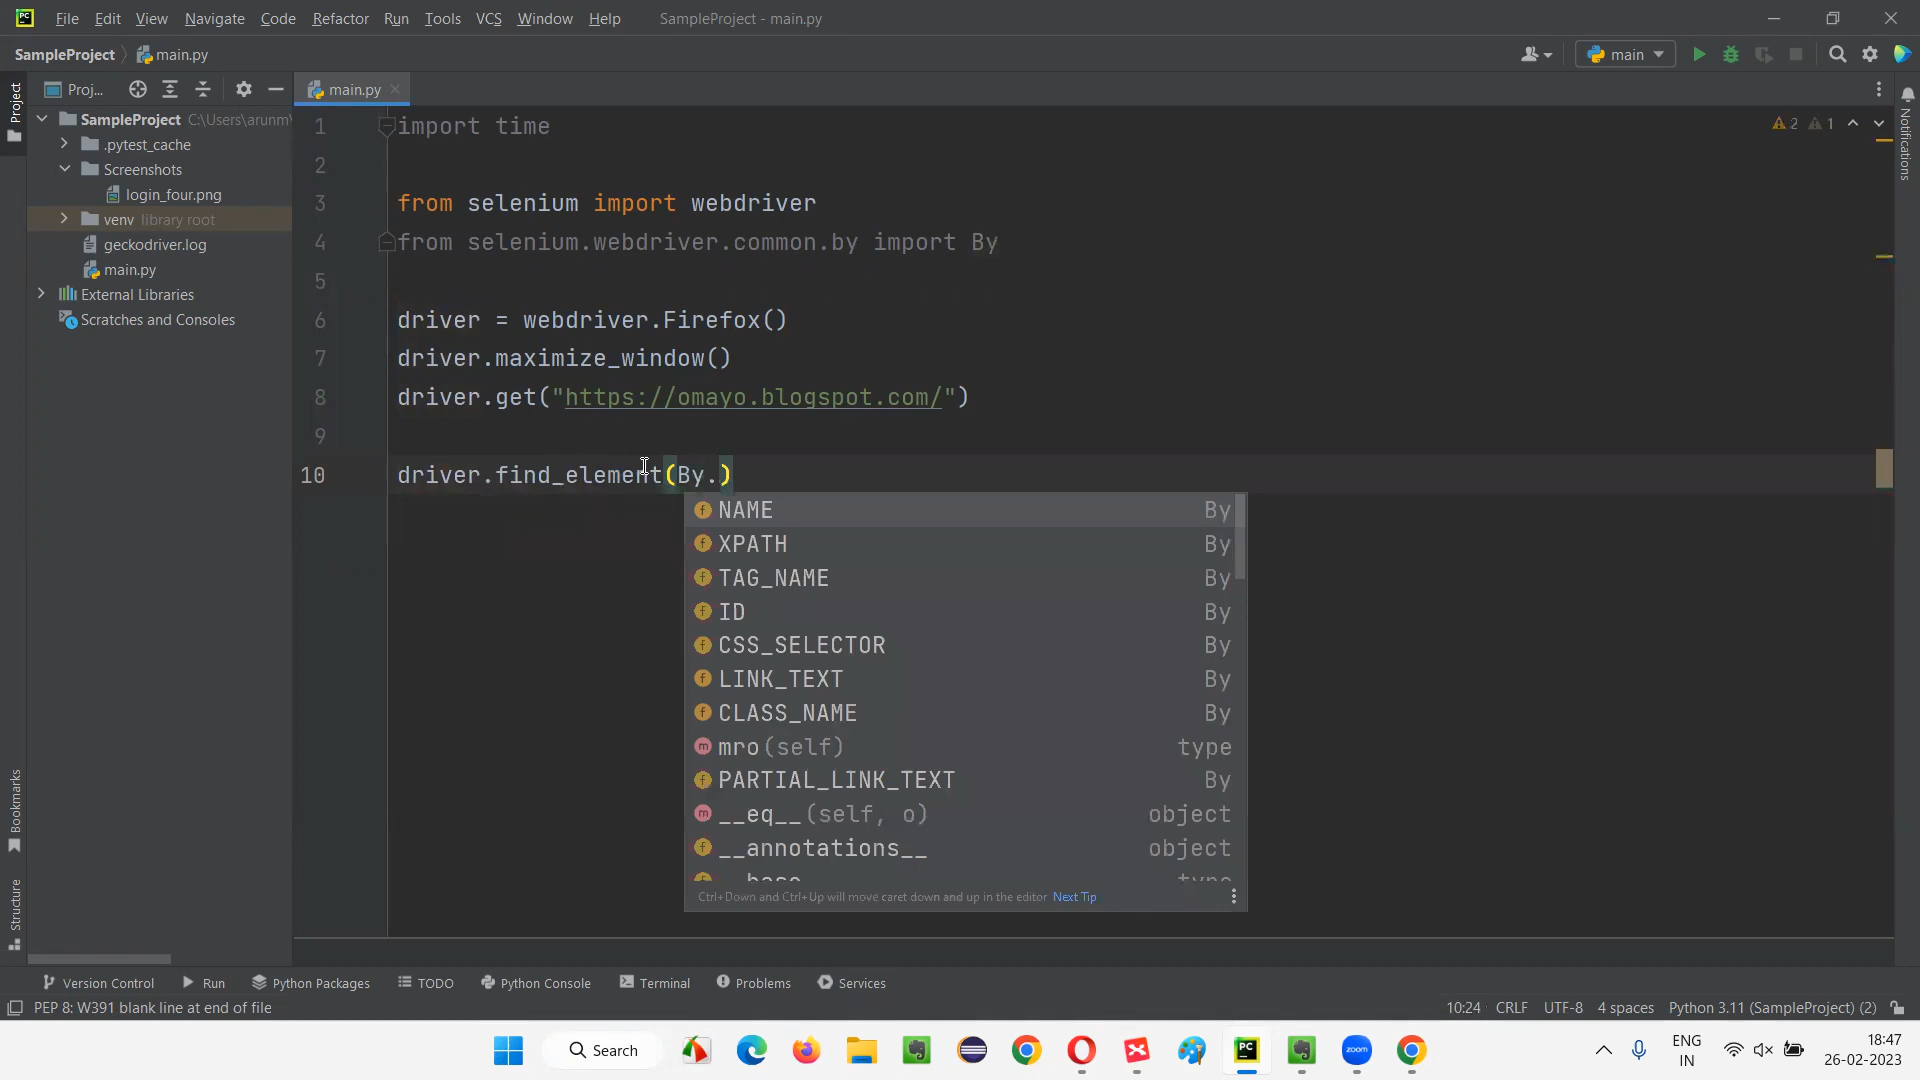 File Edit View Navigate Code Refactor Run Tools VCS Window Help SampleProject - main.py
SampleProject main.py main
Proj... main.py
Project
Notifications
Bookmarks
Structure
SampleProject C:\Users\arunm\
.pytest_cache
Screenshots
login_four.png
venv library root
geckodriver.log
main.py
External Libraries
Scratches and Consoles
2 1
1 import time
2
3 from selenium import webdriver
4 from selenium.webdriver.common.by import By
5
6 driver = webdriver.Firefox()
7 driver.maximize_window()
8 driver.get("https://omayo.blogspot.com/")
9
10 driver.find_element(By.)
f NAME By
f XPATH By
f TAG_NAME By
f ID By
f CSS_SELECTOR By
f LINK_TEXT By
f CLASS_NAME By
m mro(self) type
f PARTIAL_LINK_TEXT By
m __eq__(self, o) object
f __annotations__ object
Ctrl+Down and Ctrl+Up will move caret down and up in the editor Next Tip
Version Control Run Python Packages TODO Python Console Terminal Problems Services
PEP 8: W391 blank line at end of file 10:24 CRLF UTF-8 4 spaces Python 3.11 (SampleProject) (2)
Search zoom ENG 18:47
IN 26-02-2023